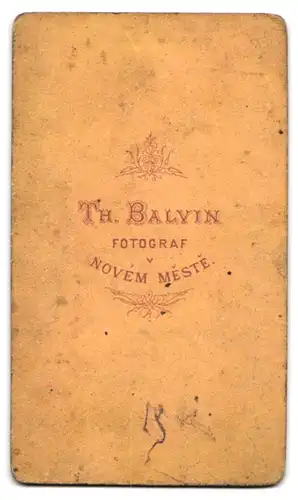 TH. BALVIN
FOTOGRAF
V
NOVÉM MĚSTĚ.